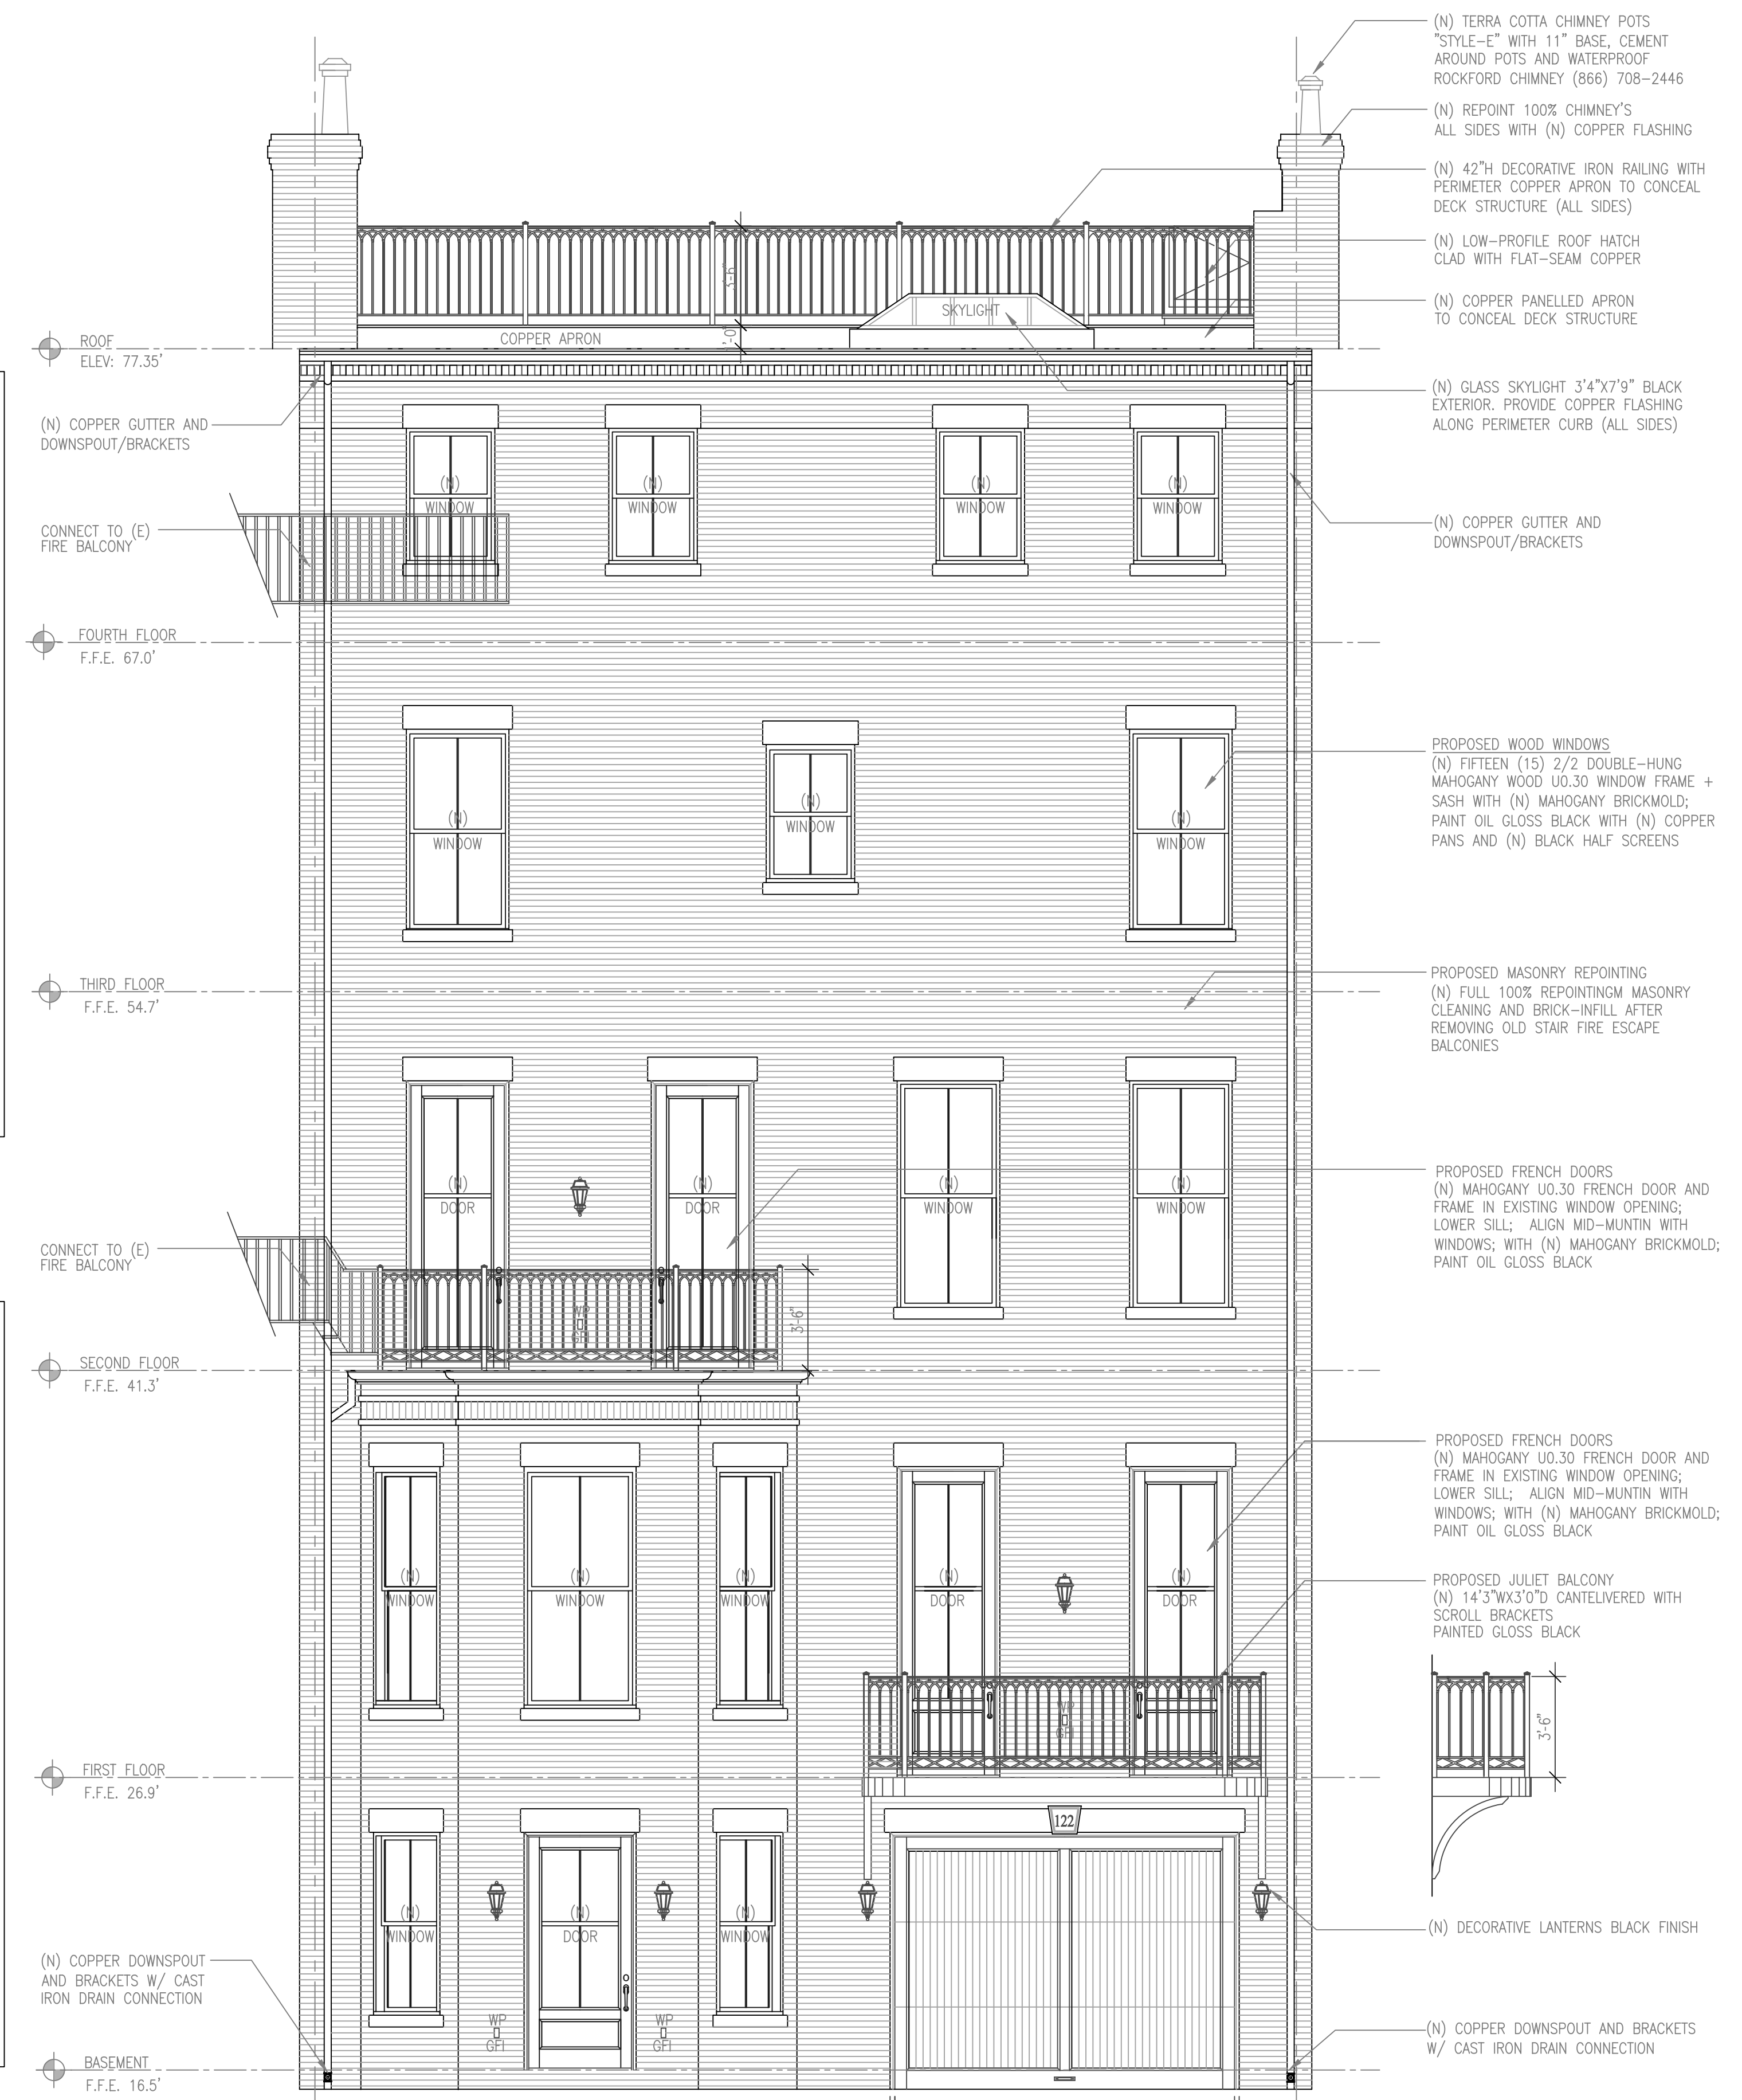 (N) TERRA COTTA CHIMNEY POTS
"STYLE-E" WITH 11" BASE, CEMENT
AROUND POTS AND WATERPROOF
ROCKFORD CHIMNEY (866) 708-2446
(N) REPOINT 100% CHIMNEY'S
ALL SIDES WITH (N) COPPER FLASHING
(N) 42"H DECORATIVE IRON RAILING WITH
PERIMETER COPPER APRON TO CONCEAL
DECK STRUCTURE (ALL SIDES)
(N) LOW-PROFILE ROOF HATCH
CLAD WITH FLAT-SEAM COPPER
(N) COPPER PANELLED APRON
TO CONCEAL DECK STRUCTURE
SKYLIGHT
COPPER APRON
ROOF
ELEV: 77.35'
(N) GLASS SKYLIGHT 3'4"X7'9" BLACK
EXTERIOR. PROVIDE COPPER FLASHING
ALONG PERIMETER CURB (ALL SIDES)
(N) COPPER GUTTER AND
DOWNSPOUT/BRACKETS
(N)
WINDOW
(N)
WINDOW
(N)
WINDOW
(N)
WINDOW
CONNECT TO (E)
FIRE BALCONY
(N) COPPER GUTTER AND
DOWNSPOUT/BRACKETS
FOURTH FLOOR
F.F.E. 67.0'
(N)
WINDOW
(N)
WINDOW
(N)
WINDOW
PROPOSED WOOD WINDOWS
(N) FIFTEEN (15) 2/2 DOUBLE-HUNG
MAHOGANY WOOD U0.30 WINDOW FRAME +
SASH WITH (N) MAHOGANY BRICKMOLD;
PAINT OIL GLOSS BLACK WITH (N) COPPER
PANS AND (N) BLACK HALF SCREENS
THIRD FLOOR
F.F.E. 54.7'
PROPOSED MASONRY REPOINTING
(N) FULL 100% REPOINTINGM MASONRY
CLEANING AND BRICK-INFILL AFTER
REMOVING OLD STAIR FIRE ESCAPE
BALCONIES
(N)
DOOR
(N)
DOOR
(N)
WINDOW
(N)
WINDOW
PROPOSED FRENCH DOORS
(N) MAHOGANY U0.30 FRENCH DOOR AND
FRAME IN EXISTING WINDOW OPENING;
LOWER SILL; ALIGN MID-MUNTIN WITH
WINDOWS; WITH (N) MAHOGANY BRICKMOLD;
PAINT OIL GLOSS BLACK
CONNECT TO (E)
FIRE BALCONY
WP
GFI
3'-6"
SECOND FLOOR
F.F.E. 41.3'
PROPOSED FRENCH DOORS
(N) MAHOGANY U0.30 FRENCH DOOR AND
FRAME IN EXISTING WINDOW OPENING;
LOWER SILL; ALIGN MID-MUNTIN WITH
WINDOWS; WITH (N) MAHOGANY BRICKMOLD;
PAINT OIL GLOSS BLACK
(N)
WINDOW
(N)
WINDOW
(N)
WINDOW
(N)
DOOR
(N)
DOOR
PROPOSED JULIET BALCONY
(N) 14'3"WX3'0"D CANTELIVERED WITH
SCROLL BRACKETS
PAINTED GLOSS BLACK
WP
GFI
3'-6"
FIRST FLOOR
F.F.E. 26.9'
122
(N)
WINDOW
(N)
DOOR
(N)
WINDOW
(N) DECORATIVE LANTERNS BLACK FINISH
(N) COPPER DOWNSPOUT
AND BRACKETS W/ CAST
IRON DRAIN CONNECTION
WP
GFI
WP
GFI
(N) COPPER DOWNSPOUT AND BRACKETS
W/ CAST IRON DRAIN CONNECTION
BASEMENT
F.F.E. 16.5'